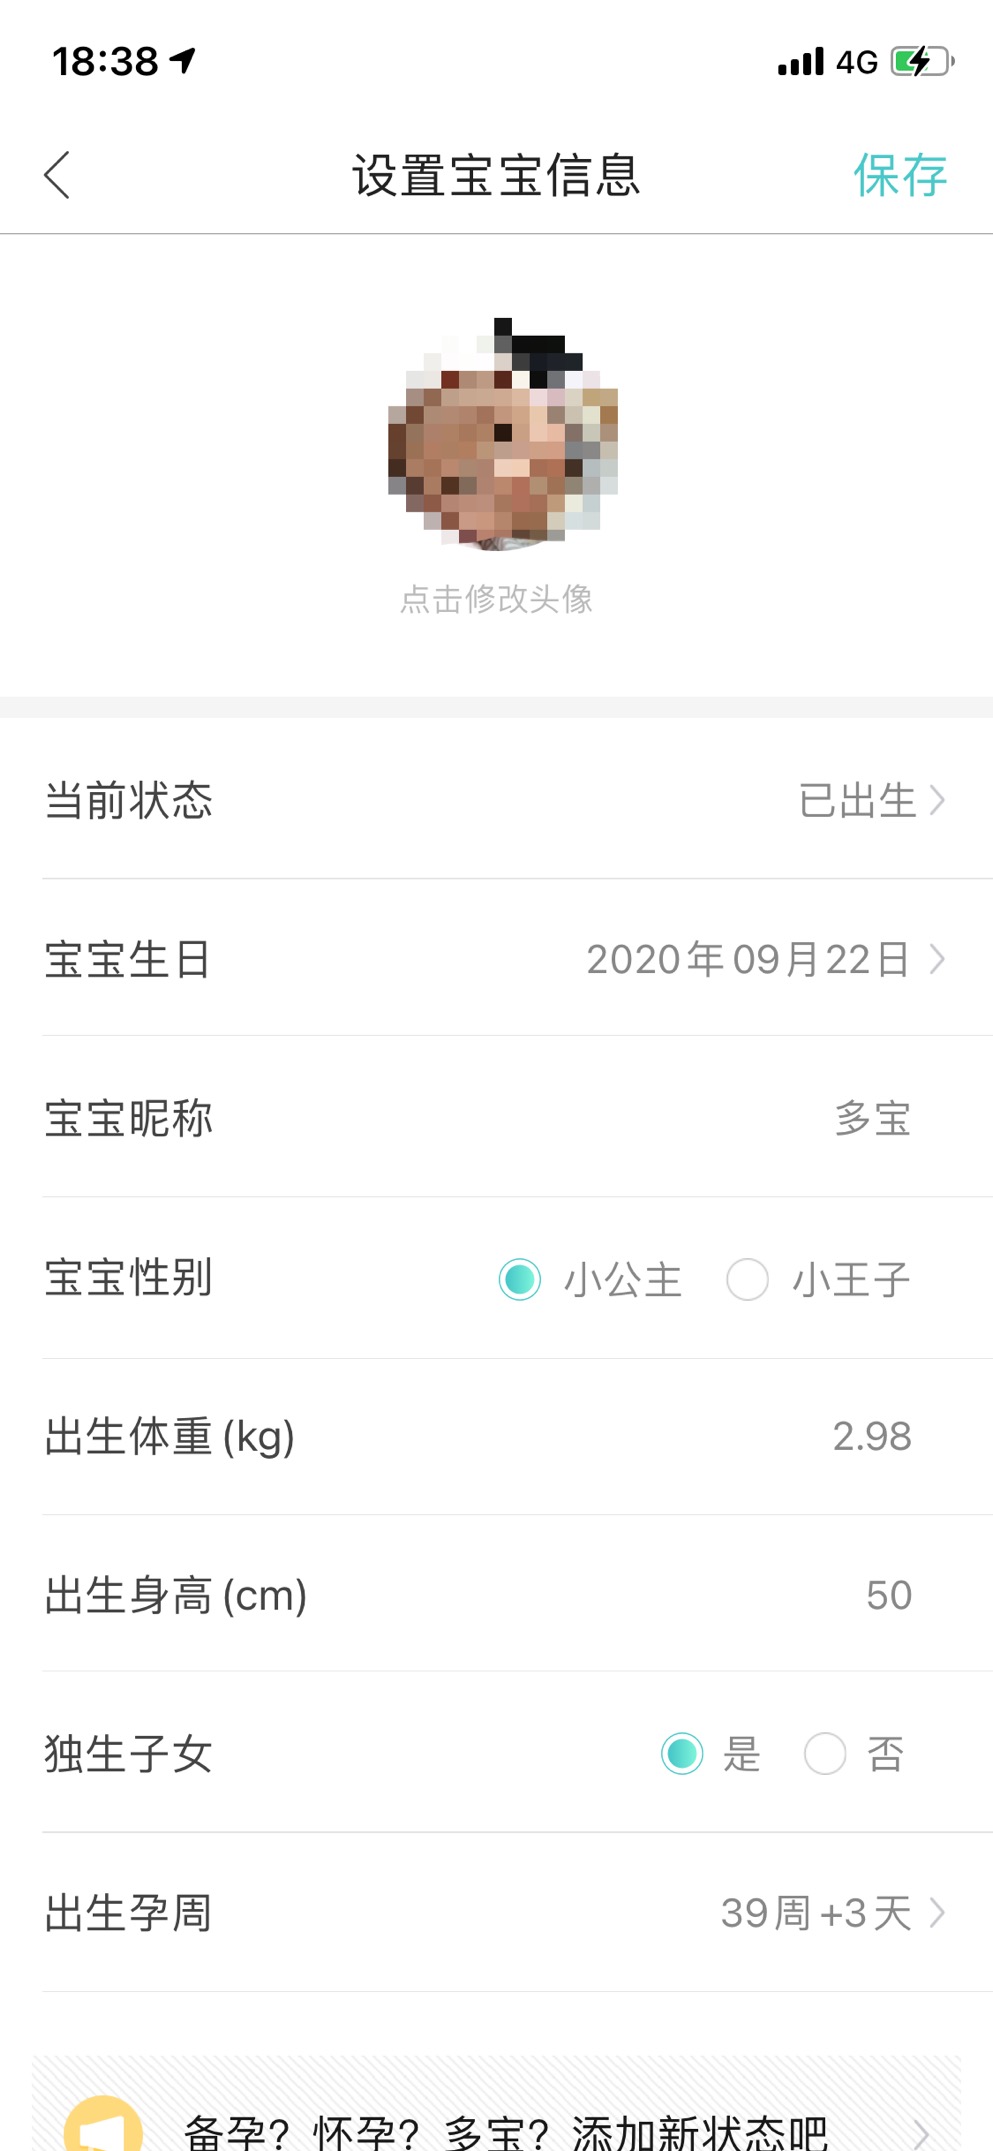 18:38 4G
设置宝宝信息 保存
点击修改头像
当前状态 已出生
宝宝生日 2020年09月22日
宝宝昵称 多宝
宝宝性别 小公主 小王子
出生体重(kg) 2.98
出生身高(cm) 50
独生子女 是 否
出生孕周 39周+3天
备孕？怀孕？多宝？添加新状态吧